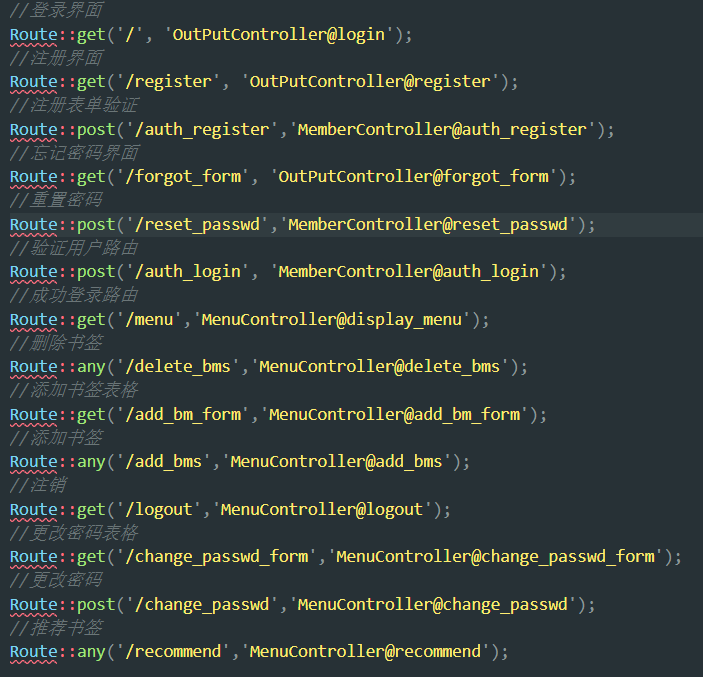 //登录界面
Route::get('/', 'OutPutController@login');
//注册界面
Route::get('/register', 'OutPutController@register');
//注册表单验证
Route::post('/auth_register','MemberController@auth_register');
//忘记密码界面
Route::get('/forgot_form', 'OutPutController@forgot_form');
//重置密码
Route::post('/reset_passwd','MemberController@reset_passwd');
//验证用户路由
Route::post('/auth_login', 'MemberController@auth_login');
//成功登录路由
Route::get('/menu','MenuController@display_menu');
//删除书签
Route::any('/delete_bms','MenuController@delete_bms');
//添加书签表格
Route::get('/add_bm_form','MenuController@add_bm_form');
//添加书签
Route::any('/add_bms','MenuController@add_bms');
//注销
Route::get('/logout','MenuController@logout');
//更改密码表格
Route::get('/change_passwd_form','MenuController@change_passwd_form');
//更改密码
Route::post('/change_passwd','MenuController@change_passwd');
//推荐书签
Route::any('/recommend','MenuController@recommend');